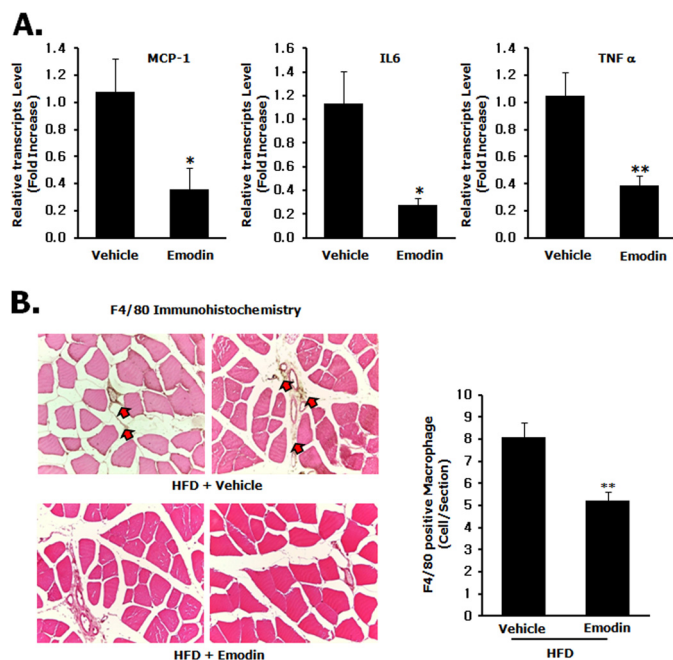 A.
MCP-1
Relative transcripts Level
(Fold Increase)
1.4
1.2
1.0
0.8
0.6
0.4
0.2
0.0
*
Vehicle
Emodin
IL6
Relative transcripts Level
(Fold Increase)
1.6
1.4
1.2
1.0
0.8
0.6
0.4
0.2
0.0
*
Vehicle
Emodin
TNF α
Relative transcripts Level
(Fold Increase)
1.4
1.2
1.0
0.8
0.6
0.4
0.2
0.0
**
Vehicle
Emodin
B.
F4/80 Immunohistochemistry
HFD + Vehicle
HFD + Emodin
F4/80 positive Macrophage
(Cell/Section)
10
9
8
7
6
5
4
3
2
1
0
**
Vehicle
Emodin
HFD